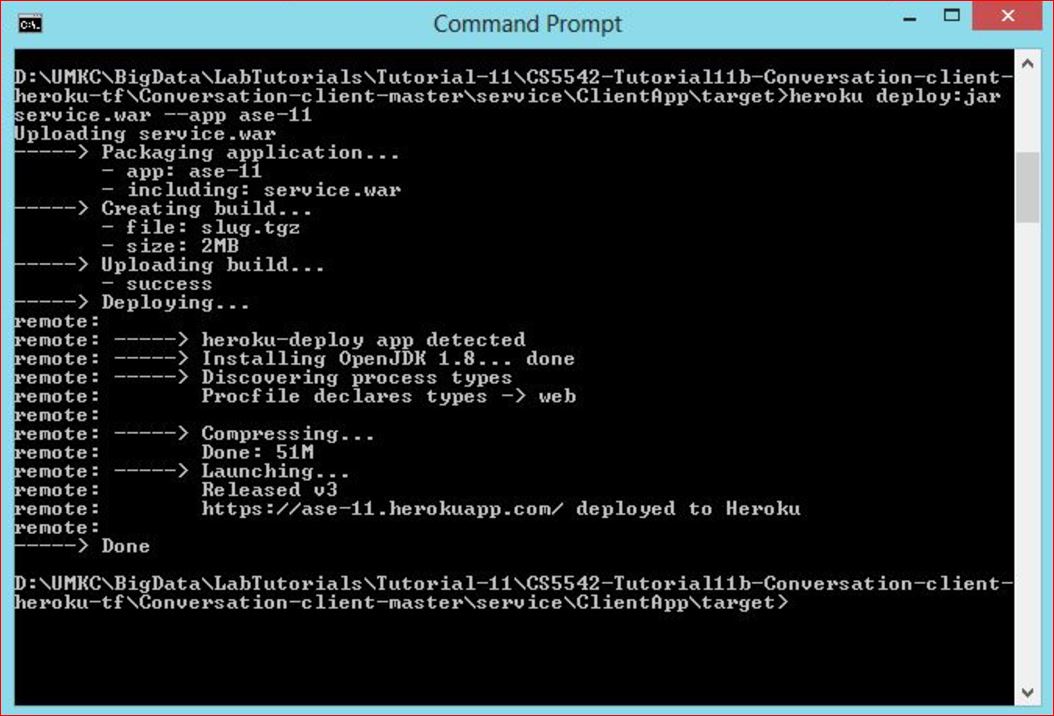 Command Prompt
D:\UMKC\BigData\LabTutorials\Tutorial-11\CS5542-Tutorial11b-Conversation-client-
heroku-tf\Conversation-client-master\service\ClientApp\target>heroku deploy:jar
service.war --app ase-11
Uploading service.war
-----> Packaging application...
- app: ase-11
- including: service.war
-----> Creating build...
- file: slug.tgz
- size: 2MB
-----> Uploading build...
- success
-----> Deploying...
remote:
remote: -----> heroku-deploy app detected
remote: -----> Installing OpenJDK 1.8... done
remote: -----> Discovering process types
remote: Procfile declares types -> web
remote:
remote: -----> Compressing...
remote: Done: 51M
remote: -----> Launching...
remote: Released v3
remote: https://ase-11.herokuapp.com/ deployed to Heroku
remote:
-----> Done
D:\UMKC\BigData\LabTutorials\Tutorial-11\CS5542-Tutorial11b-Conversation-client-
heroku-tf\Conversation-client-master\service\ClientApp\target>